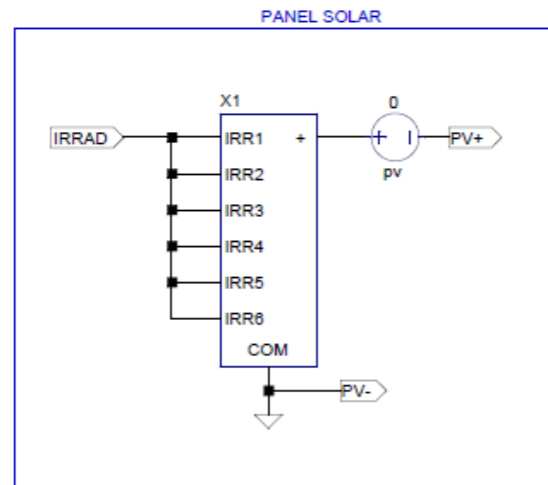 PANEL SOLAR
X1
0
IRRAD
IRR1
+
PV+
IRR2
pv
IRR3
IRR4
IRR5
IRR6
COM
PV-